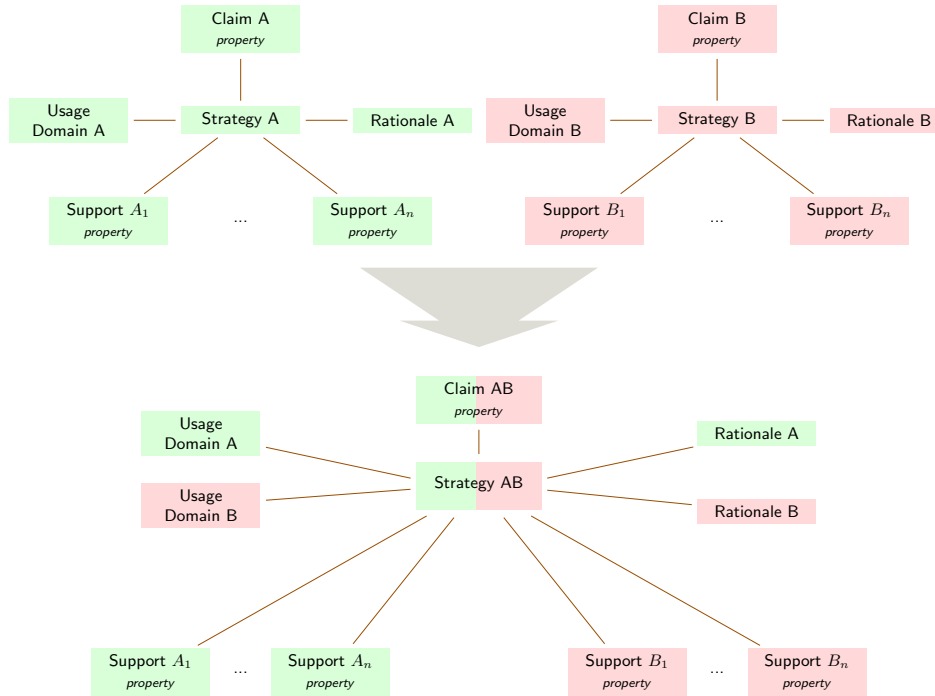 Claim A
property
Claim B
property
Usage
Domain A
Strategy A
Rationale A
Usage
Domain B
Strategy B
Rationale B
Support A₁
property
...
Support Aₙ
property
Support B₁
property
...
Support Bₙ
property
Claim AB
property
Usage
Domain A
Rationale A
Strategy AB
Usage
Domain B
Rationale B
Support A₁
property
...
Support Aₙ
property
Support B₁
property
...
Support Bₙ
property